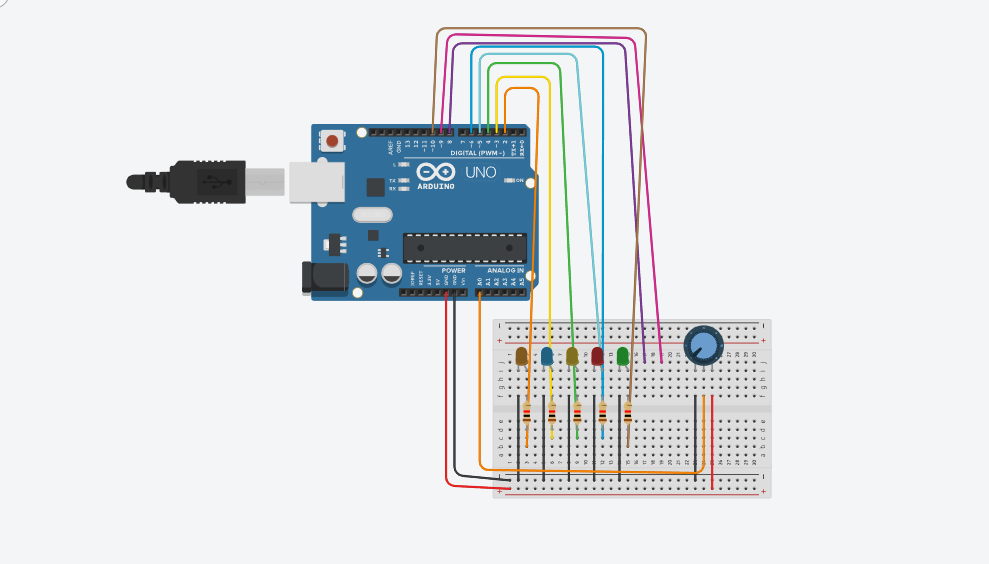 AREF
GND
13
12
~11
~10
~9
8
7
~6
~5
4
~3
2
TX→1
RX←0
DIGITAL (PWM~)
L
TX
RX
ARDUINO
UNO
ON
POWER
ANALOG IN
IOREF
RESET
3.3V
5V
GND
GND
Vin
A0
A1
A2
A3
A4
A5
j
i
h
g
f
e
d
c
b
a